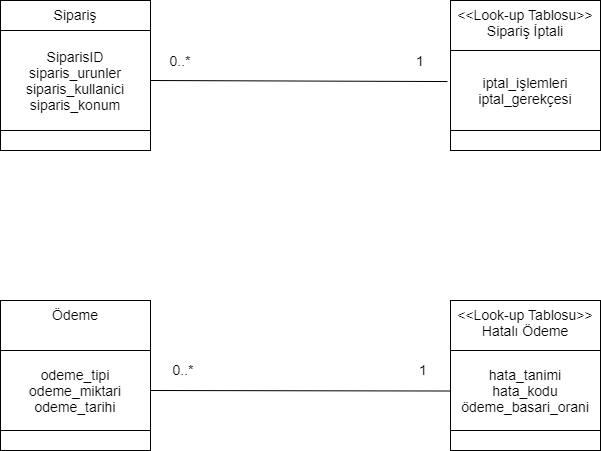 Sipariş
SiparisID
siparis_urunler
siparis_kullanici
siparis_konum
0..*
1
<<Look-up Tablosu>>
Sipariş İptali
iptal_işlemleri
iptal_gerekçesi
Ödeme
odeme_tipi
odeme_miktari
odeme_tarihi
0..*
1
<<Look-up Tablosu>>
Hatalı Ödeme
hata_tanimi
hata_kodu
ödeme_basari_orani